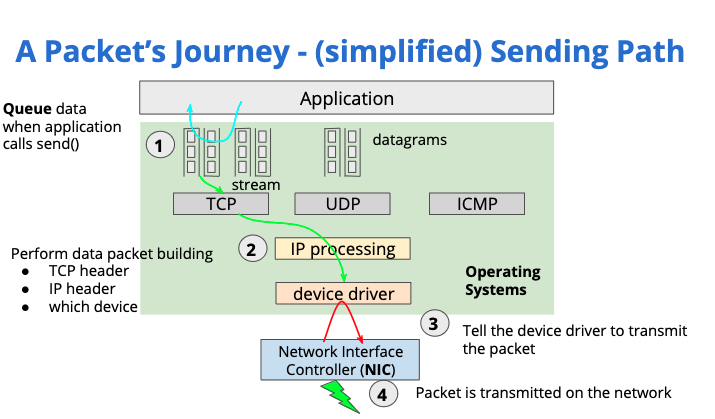 A Packet’s Journey - (simplified) Sending Path
Application
Queue data
when application
calls send()
1
datagrams
stream
TCP
UDP
ICMP
2
IP processing
Perform data packet building
● TCP header
● IP header
● which device
Operating
Systems
device driver
3
Tell the device driver to transmit
the packet
Network Interface
Controller (NIC)
4
Packet is transmitted on the network